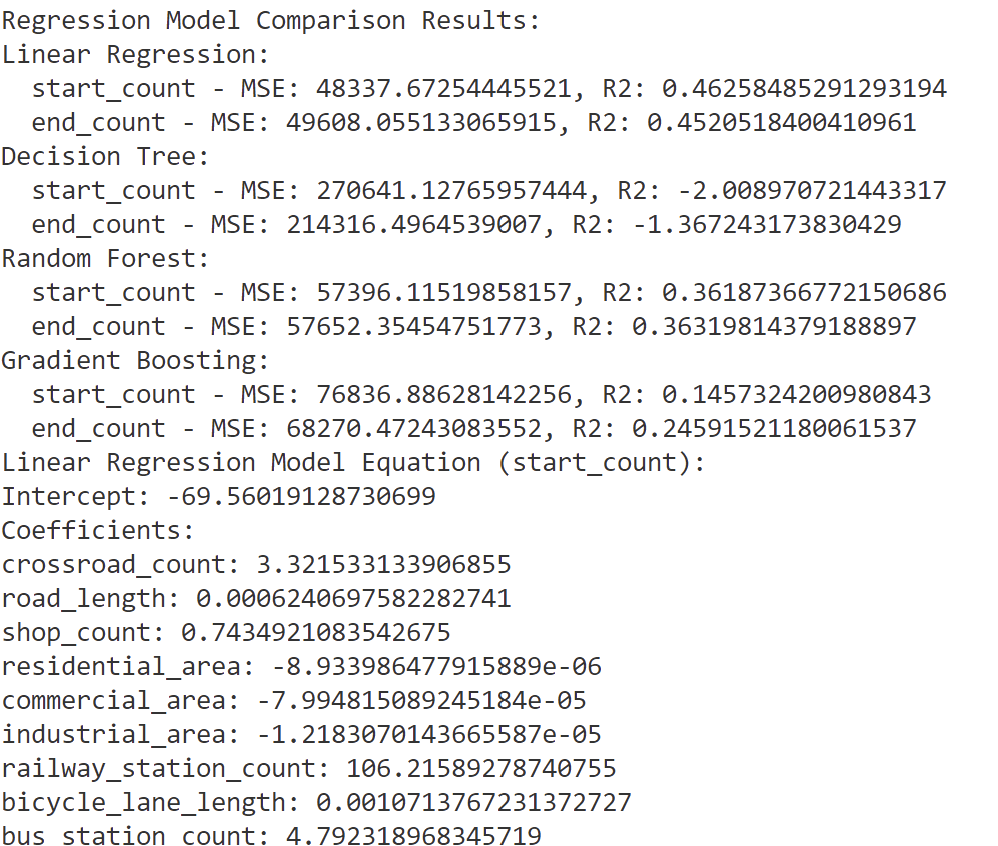 Regression Model Comparison Results:
Linear Regression:
start_count - MSE: 48337.67254445521, R2: 0.46258485291293194
end_count - MSE: 49608.055133065915, R2: 0.4520518400410961
Decision Tree:
start_count - MSE: 270641.12765957444, R2: -2.008970721443317
end_count - MSE: 214316.4964539007, R2: -1.367243173830429
Random Forest:
start_count - MSE: 57396.11519858157, R2: 0.36187366772150686
end_count - MSE: 57652.35454751773, R2: 0.36319814379188897
Gradient Boosting:
start_count - MSE: 76836.88628142256, R2: 0.1457324200980843
end_count - MSE: 68270.47243083552, R2: 0.24591521180061537
Linear Regression Model Equation (start_count):
Intercept: -69.56019128730699
Coefficients:
crossroad_count: 3.321533133906855
road_length: 0.0006240697582282741
shop_count: 0.7434921083542675
residential_area: -8.933986477915889e-06
commercial_area: -7.994815089245184e-05
industrial_area: -1.2183070143665587e-05
railway_station_count: 106.21589278740755
bicycle_lane_length: 0.0010713767231372727
bus station count: 4.792318968345719